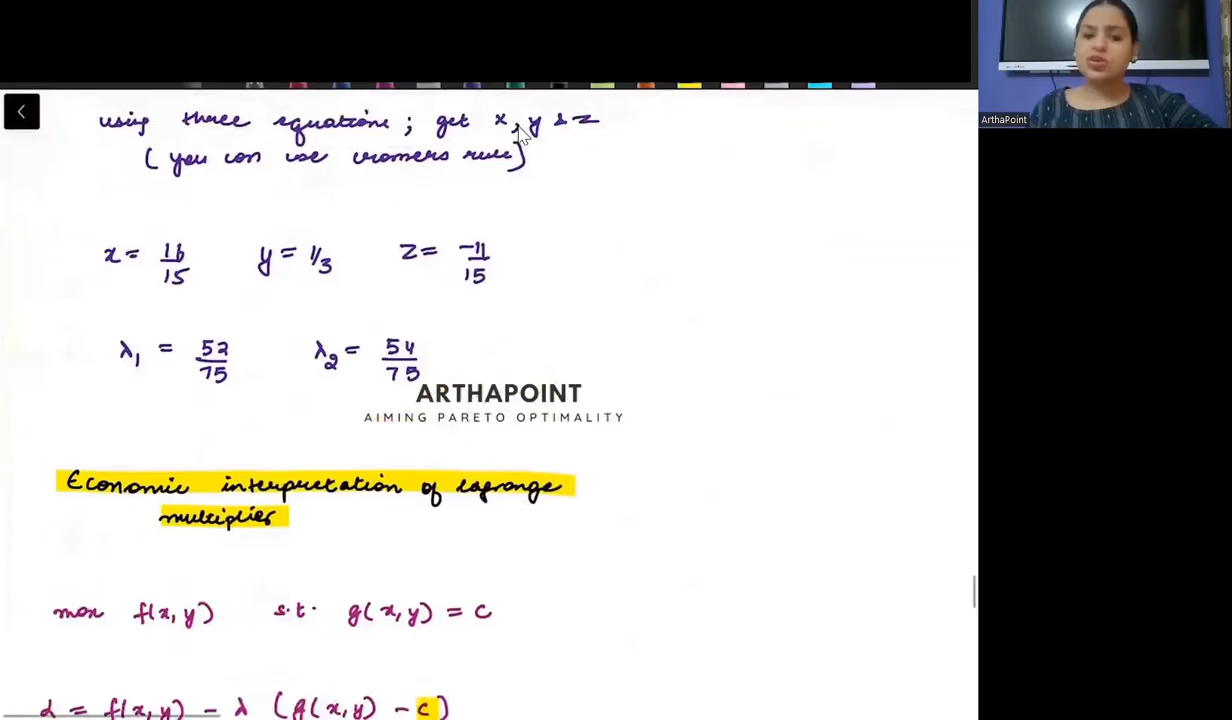 using three equations ; get x, y & z
( you can use cramers rule )
x = 16/15 y = 1/3 z = -11/15
λ1 = 52/75 λ2 = 54/75
ARTHAPOINT
AIMING PARETO OPTIMALITY
Economic interpretation of lagrange
multiplier
max f(x, y) s.t. g(x, y) = c
L = f(x, y) - λ (g(x, y) - c)
ArthaPoint